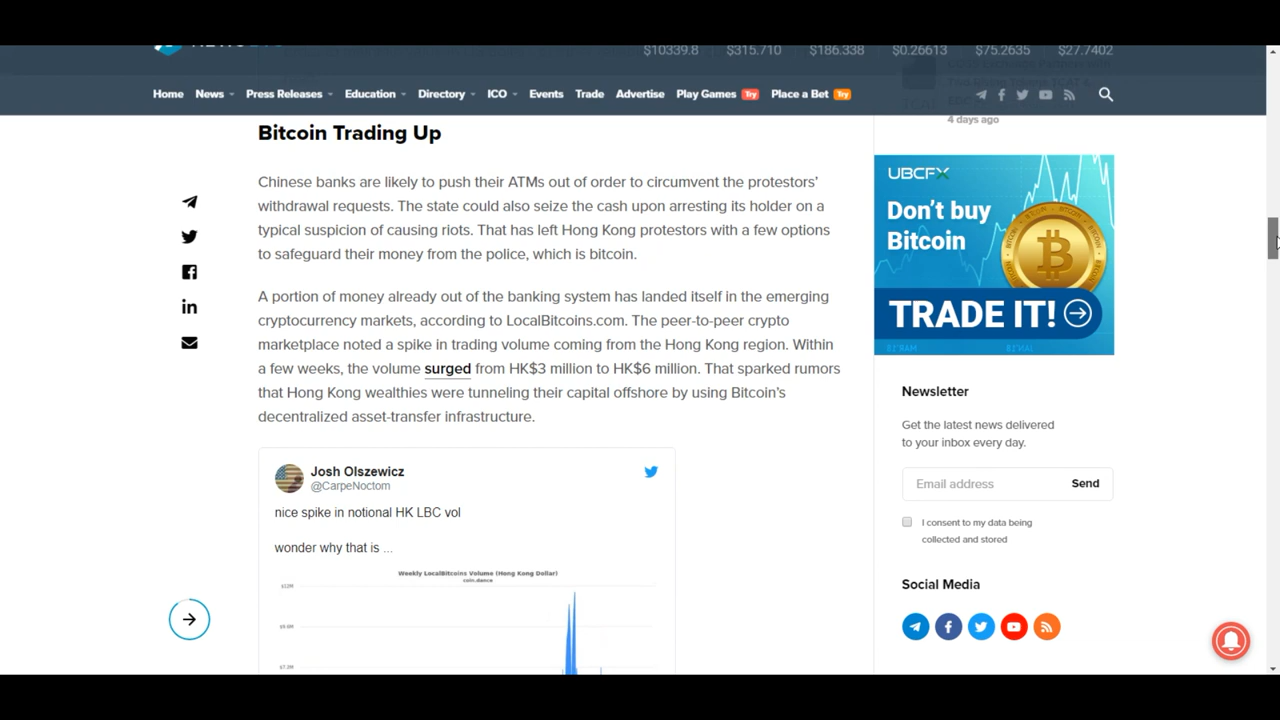 $10339.8 $315.710 $186.338 $0.26613 $75.2635 $27.7402
Home News Press Releases Education Directory ICO Events Trade Advertise Play Games Try Place a Bet Try
4 days ago
Bitcoin Trading Up
Chinese banks are likely to push their ATMs out of order to circumvent the protestors'
withdrawal requests. The state could also seize the cash upon arresting its holder on a
typical suspicion of causing riots. That has left Hong Kong protestors with a few options
to safeguard their money from the police, which is bitcoin.
A portion of money already out of the banking system has landed itself in the emerging
cryptocurrency markets, according to LocalBitcoins.com. The peer-to-peer crypto
marketplace noted a spike in trading volume coming from the Hong Kong region. Within
a few weeks, the volume surged from HK$3 million to HK$6 million. That sparked rumors
that Hong Kong wealthies were tunneling their capital offshore by using Bitcoin's
decentralized asset-transfer infrastructure.
Josh Olszewicz
@CarpeNoctom
nice spike in notional HK LBC vol
wonder why that is ...
Weekly LocalBitcoins Volume (Hong Kong Dollar)
coin.dance
$12M
$9.6M
$7.2M
UBCFX
Don't buy
Bitcoin
TRADE IT!
Newsletter
Get the latest news delivered
to your inbox every day.
Email address Send
I consent to my data being
collected and stored
Social Media